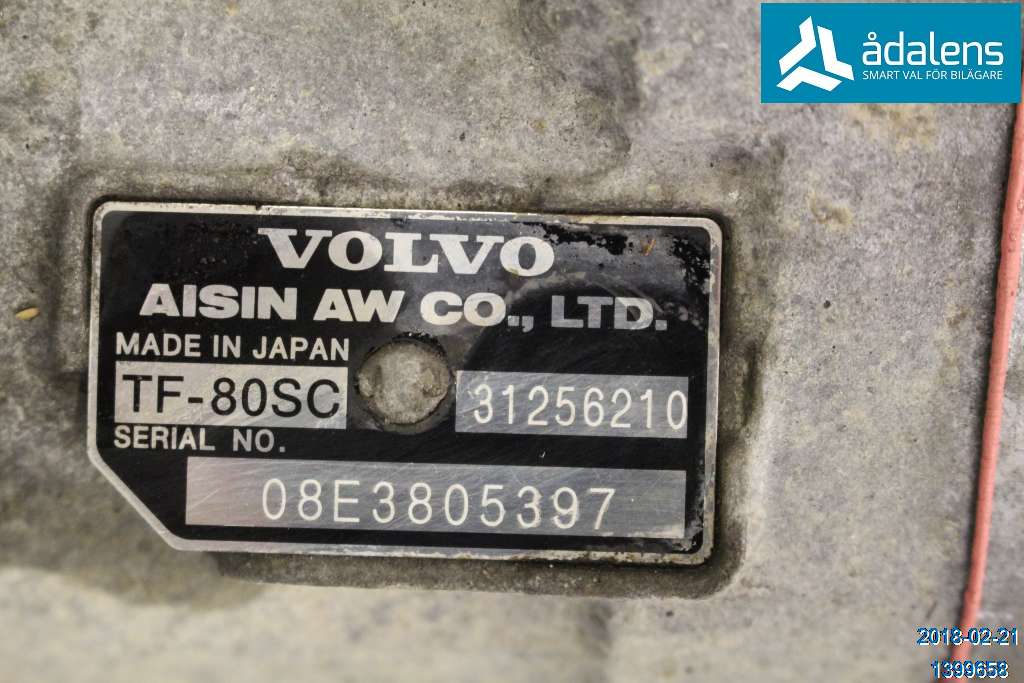 ådalens
SMART VAL FÖR BILÄGARE
VOLVO
AISIN AW CO., LTD.
MADE IN JAPAN
TF-80SC 31256210
SERIAL NO.
08E3805397
2018-02-21
1399658